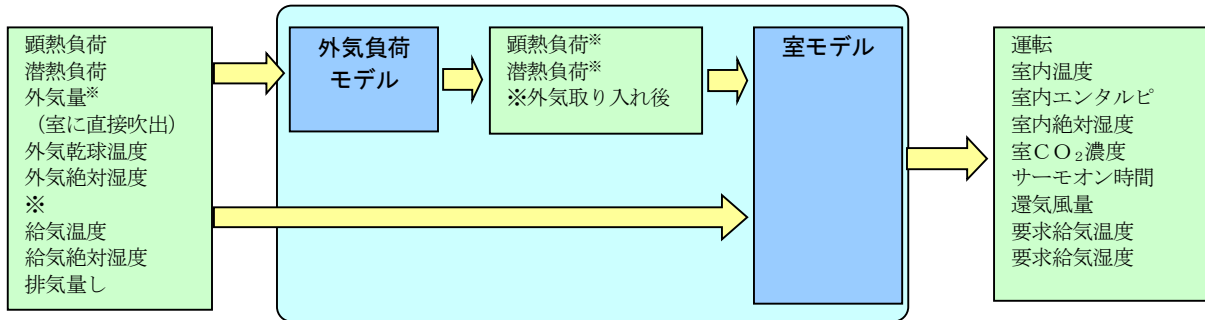 顕熱負荷
潜熱負荷
外気量※
（室に直接吹出）
外気乾球温度
外気絶対湿度
※
給気温度
給気絶対湿度
排気量し
外気負荷
モデル
顕熱負荷※
潜熱負荷※
※外気取り入れ後
室モデル
運転
室内温度
室内エンタルピ
室内絶対湿度
室ＣＯ₂濃度
サーモオン時間
還気風量
要求給気温度
要求給気湿度